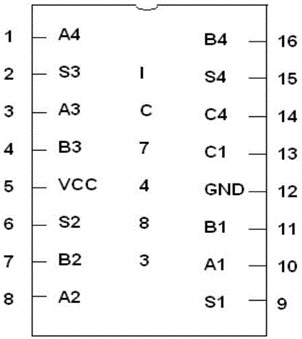 1 A4 B4 16
2 S3 I S4 15
3 A3 C C4 14
4 B3 7 C1 13
5 VCC 4 GND 12
6 S2 8 B1 11
7 B2 3 A1 10
8 A2 S1 9